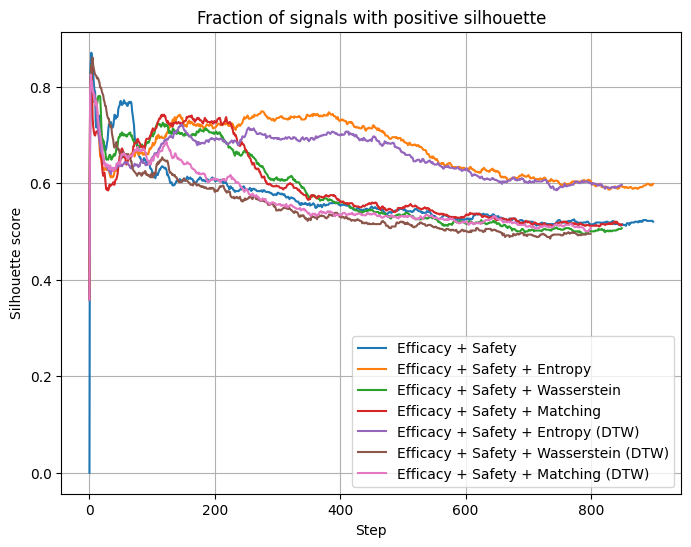 Fraction of signals with positive silhouette
Silhouette score
0.8
0.6
0.4
0.2
0.0
0
200
400
600
800
Step
Efficacy + Safety
Efficacy + Safety + Entropy
Efficacy + Safety + Wasserstein
Efficacy + Safety + Matching
Efficacy + Safety + Entropy (DTW)
Efficacy + Safety + Wasserstein (DTW)
Efficacy + Safety + Matching (DTW)